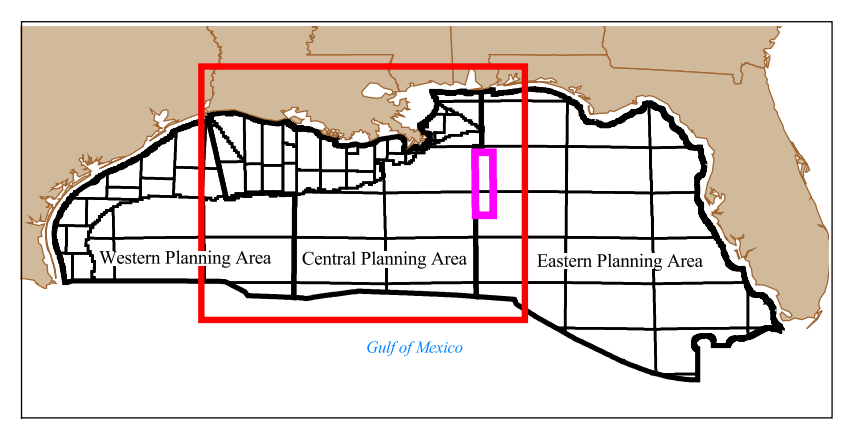 Western Planning Area
Central Planning Area
Eastern Planning Area
Gulf of Mexico